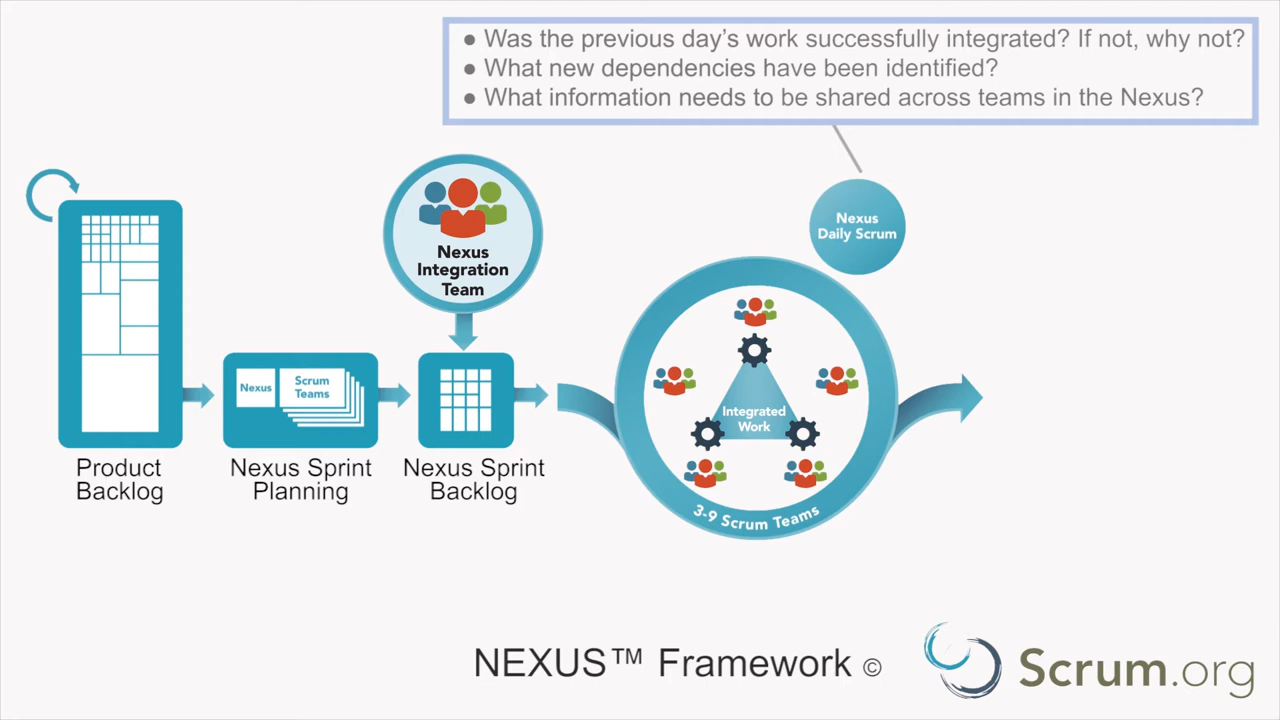 ● Was the previous day's work successfully integrated? If not, why not?
● What new dependencies have been identified?
● What information needs to be shared across teams in the Nexus?
Nexus
Daily Scrum
Nexus
Integration
Team
Nexus
Scrum
Teams
Integrated
Work
3-9 Scrum Teams
Product
Backlog
Nexus Sprint
Planning
Nexus Sprint
Backlog
NEXUS™ Framework ©
Scrum.org